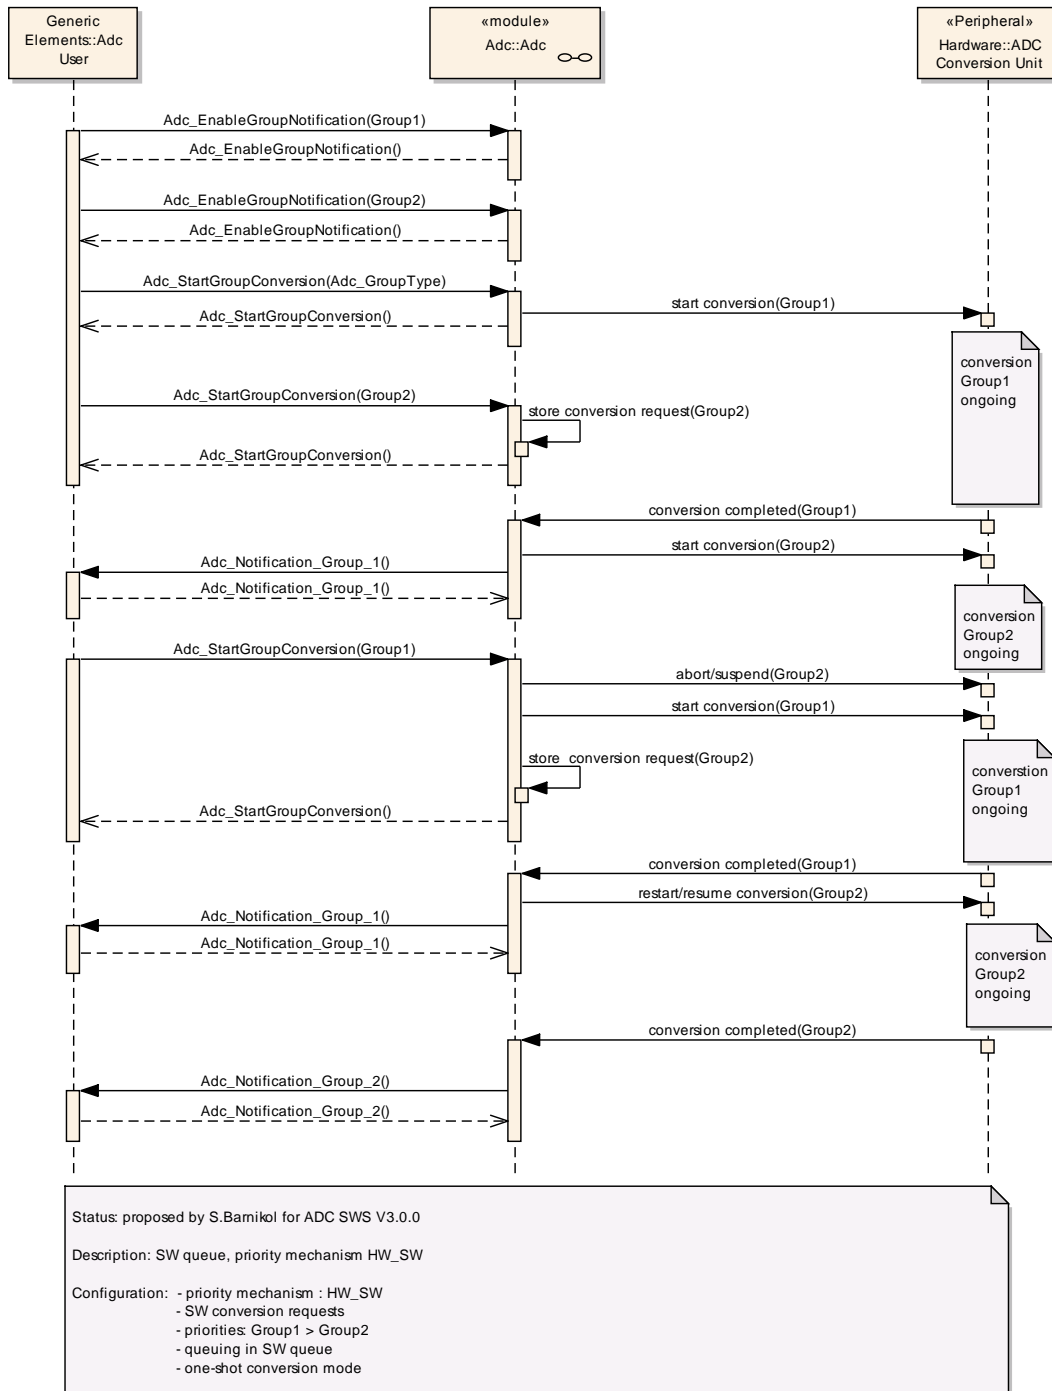 Generic
Elements::Adc
User
«module»
Adc::Adc
«Peripheral»
Hardware::ADC
Conversion Unit
Adc_EnableGroupNotification(Group1)
Adc_EnableGroupNotification()
Adc_EnableGroupNotification(Group2)
Adc_EnableGroupNotification()
Adc_StartGroupConversion(Adc_GroupType)
start conversion(Group1)
Adc_StartGroupConversion()
conversion
Group1
ongoing
Adc_StartGroupConversion(Group2)
store conversion request(Group2)
Adc_StartGroupConversion()
conversion completed(Group1)
start conversion(Group2)
Adc_Notification_Group_1()
Adc_Notification_Group_1()
conversion
Group2
ongoing
Adc_StartGroupConversion(Group1)
abort/suspend(Group2)
start conversion(Group1)
store  conversion request(Group2)
converstion
Group1
ongoing
Adc_StartGroupConversion()
conversion completed(Group1)
restart/resume conversion(Group2)
Adc_Notification_Group_1()
Adc_Notification_Group_1()
conversion
Group2
ongoing
conversion completed(Group2)
Adc_Notification_Group_2()
Adc_Notification_Group_2()
Status: proposed by S.Barnikol for ADC SWS V3.0.0
Description: SW queue, priority mechanism HW_SW
Configuration:  - priority mechanism : HW_SW
- SW conversion requests
- priorities: Group1 > Group2
- queuing in SW queue
- one-shot conversion mode